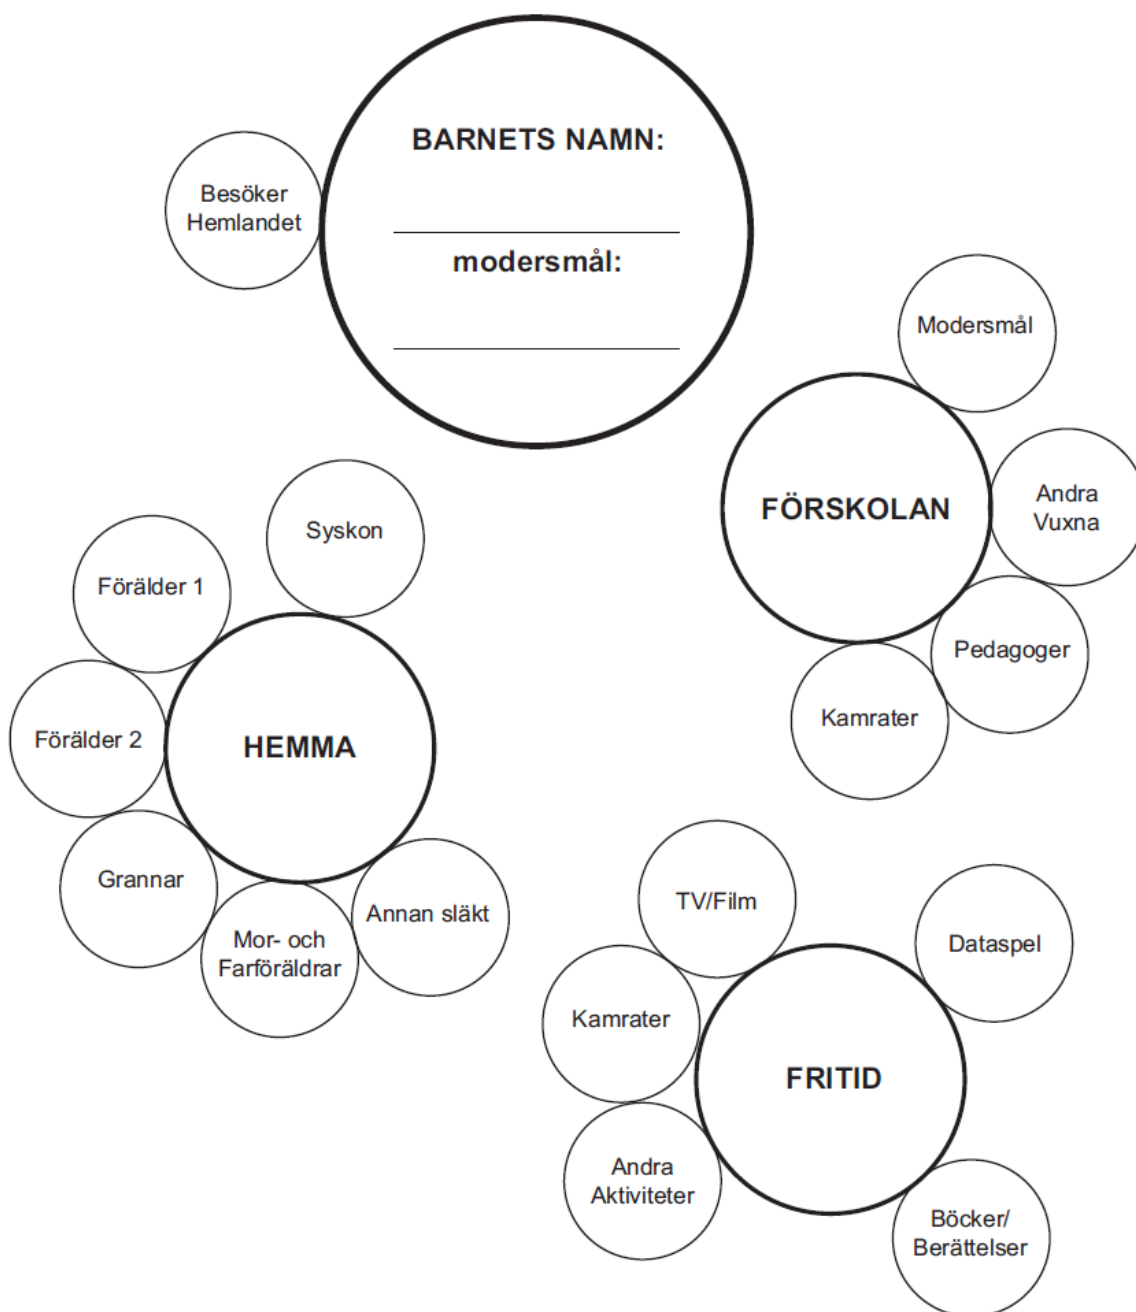 BARNETS NAMN:
Besöker
Hemlandet
modersmål:
Modersmål
FÖRSKOLAN
Andra
Vuxna
Pedagoger
Kamrater
Syskon
Förälder 1
Förälder 2
HEMMA
Grannar
Mor- och
Farföräldrar
Annan släkt
TV/Film
Dataspel
Kamrater
FRITID
Andra
Aktiviteter
Böcker/
Berättelser